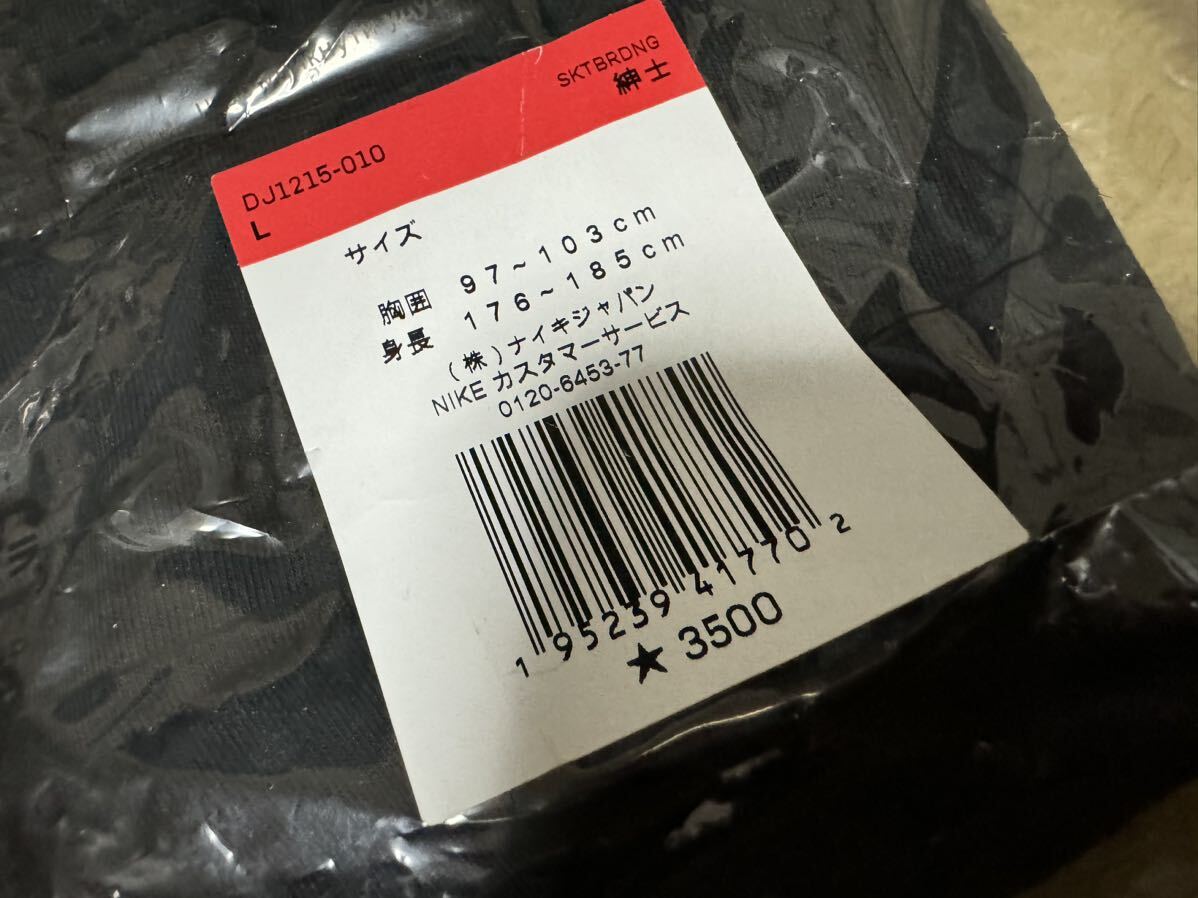 SKTBRDNG
紳士
DJ1215-010
L
サイズ
胸囲 97~103cm
身長 176~185cm
(株)ナイキジャパン
NIKE カスタマーサービス
0120-6453-77
1 95239 41770 2
★ 3500